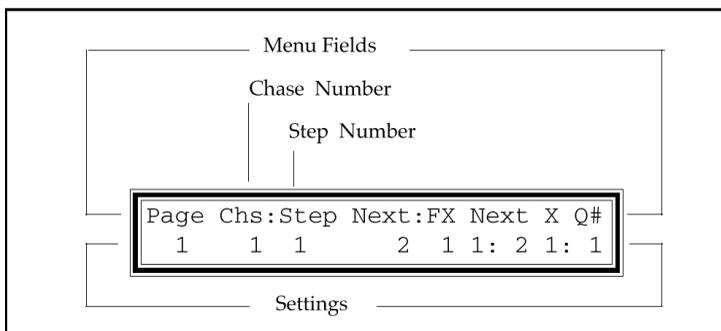 Menu Fields
Chase Number
Step Number
Page Chs:Step Next:FX Next X Q#
1 1 1 2 1 1: 2 1: 1
Settings